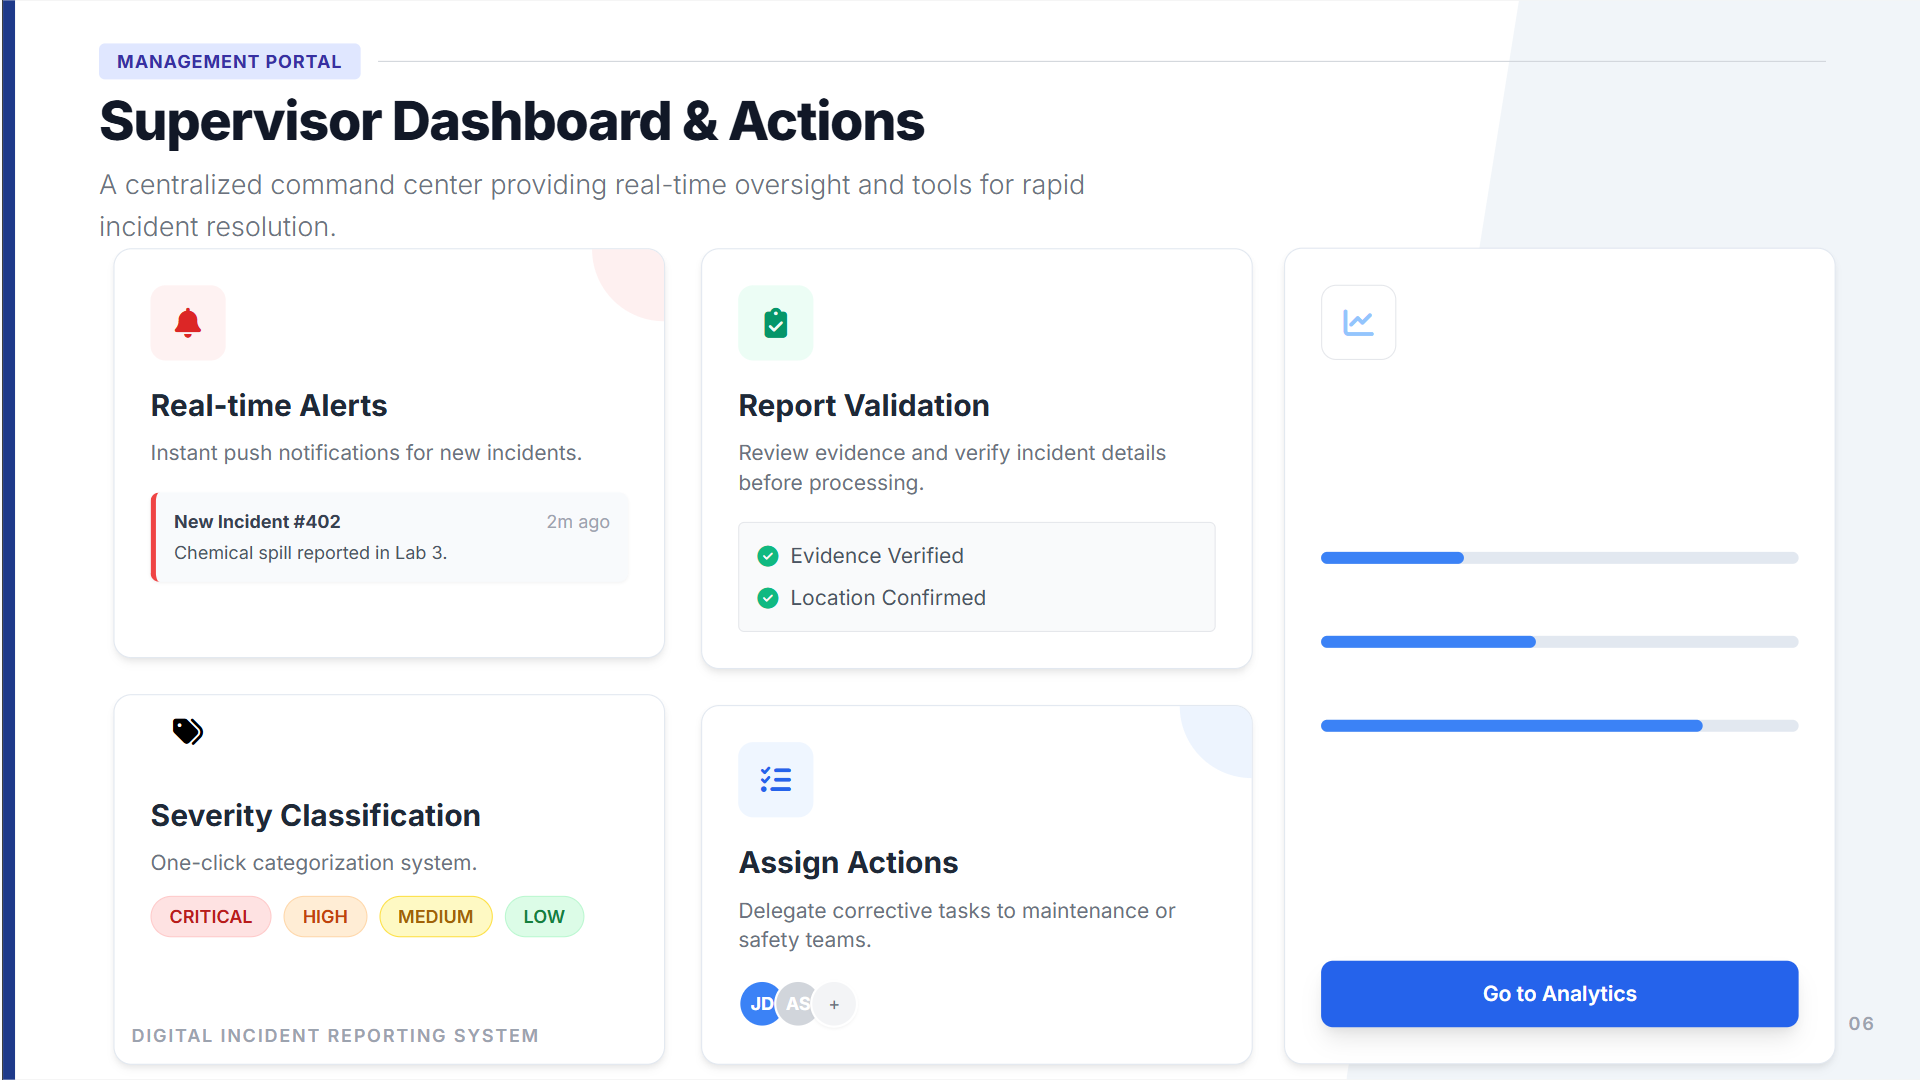 MANAGEMENT PORTAL
Supervisor Dashboard & Actions
A centralized command center providing real-time oversight and tools for rapid
incident resolution.
Real-time Alerts
Instant push notifications for new incidents.
New Incident #402
2m ago
Chemical spill reported in Lab 3.
Report Validation
Review evidence and verify incident details
before processing.
Evidence Verified
Location Confirmed
Severity Classification
One-click categorization system.
CRITICAL
HIGH
MEDIUM
LOW
Assign Actions
Delegate corrective tasks to maintenance or
safety teams.
JD
AS
+
Go to Analytics
DIGITAL INCIDENT REPORTING SYSTEM
06